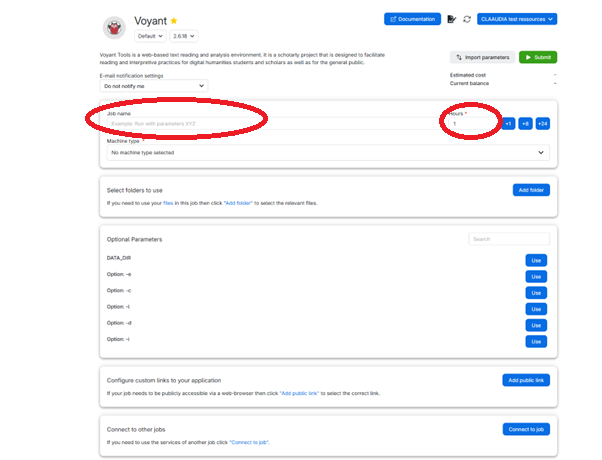 Voyant
Documentation
CLAAUDIA test ressources
Default
2.6.18
Voyant Tools is a web-based text reading and analysis environment. It is a scholarly project that is designed to facilitate
reading and interpretive practices for digital humanities students and scholars as well as for the general public.
Import parameters
Submit
E-mail notification settings
Do not notify me
Estimated cost
-
Current balance
-
Job name
Example: Run with parameters XYZ
Hours *
1
+1
+8
+24
Machine type *
No machine type selected
Select folders to use
Add folder
If you need to use your files in this job then click "Add folder" to select the relevant files.
Optional Parameters
Search
DATA_DIR
Use
Option: -e
Use
Option: -c
Use
Option: -i
Use
Option: -d
Use
Option: -i
Use
Configure custom links to your application
Add public link
If your job needs to be publicly accessible via a web-browser then click "Add public link" to select the correct link.
Connect to other jobs
Connect to job
If you need to use the services of another job click "Connect to job".